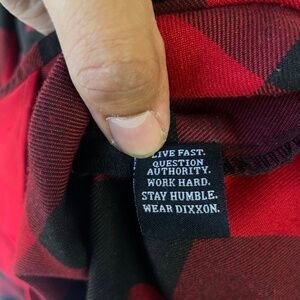 LIVE FAST.
QUESTION
AUTHORITY.
WORK HARD.
STAY HUMBLE.
WEAR DIXXON.